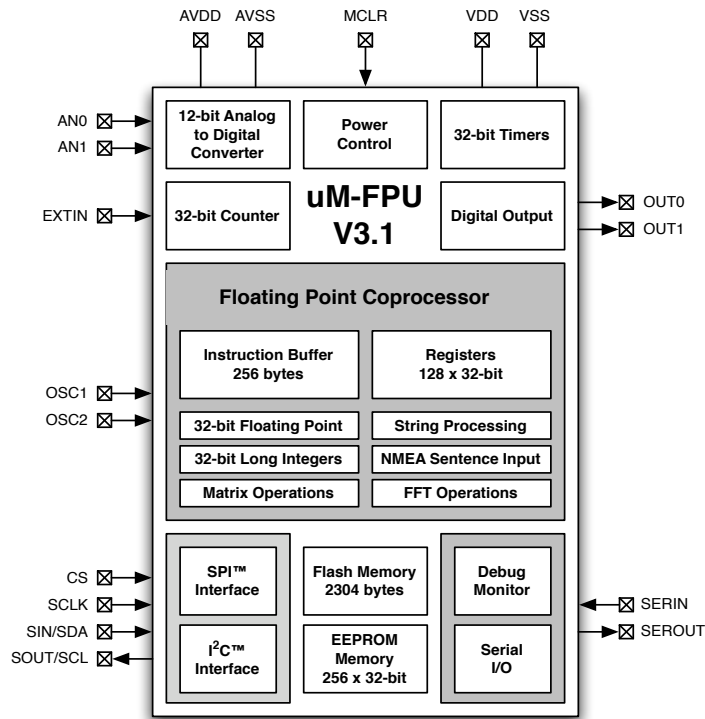 AVDD AVSS MCLR VDD VSS
AN0
AN1
12-bit Analog
to Digital
Converter
Power
Control
32-bit Timers
EXTIN
32-bit Counter
uM-FPU
V3.1
Digital Output
OUT0
OUT1
Floating Point Coprocessor
Instruction Buffer
256 bytes
Registers
128 x 32-bit
OSC1
OSC2
32-bit Floating Point
String Processing
32-bit Long Integers
NMEA Sentence Input
Matrix Operations
FFT Operations
CS
SCLK
SIN/SDA
SOUT/SCL
SPI™
Interface
Flash Memory
2304 bytes
Debug
Monitor
I²C™
Interface
EEPROM
Memory
256 x 32-bit
Serial
I/O
SERIN
SEROUT